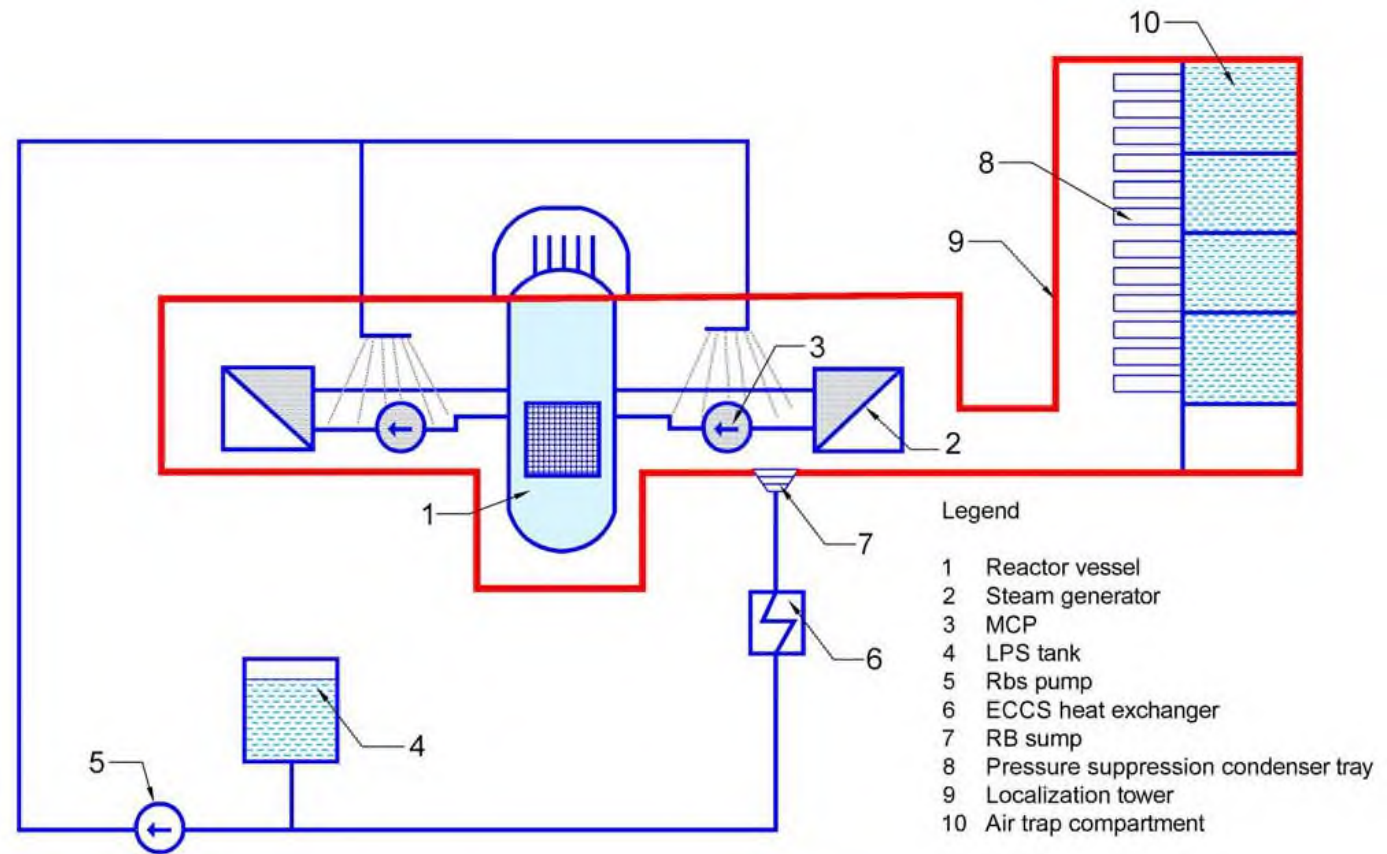 10
8
9
3
2
1
7
Legend
1 Reactor vessel
2 Steam generator
3 MCP
4 LPS tank
5 Rbs pump
6 ECCS heat exchanger
7 RB sump
8 Pressure suppression condenser tray
9 Localization tower
10 Air trap compartment
6
4
5